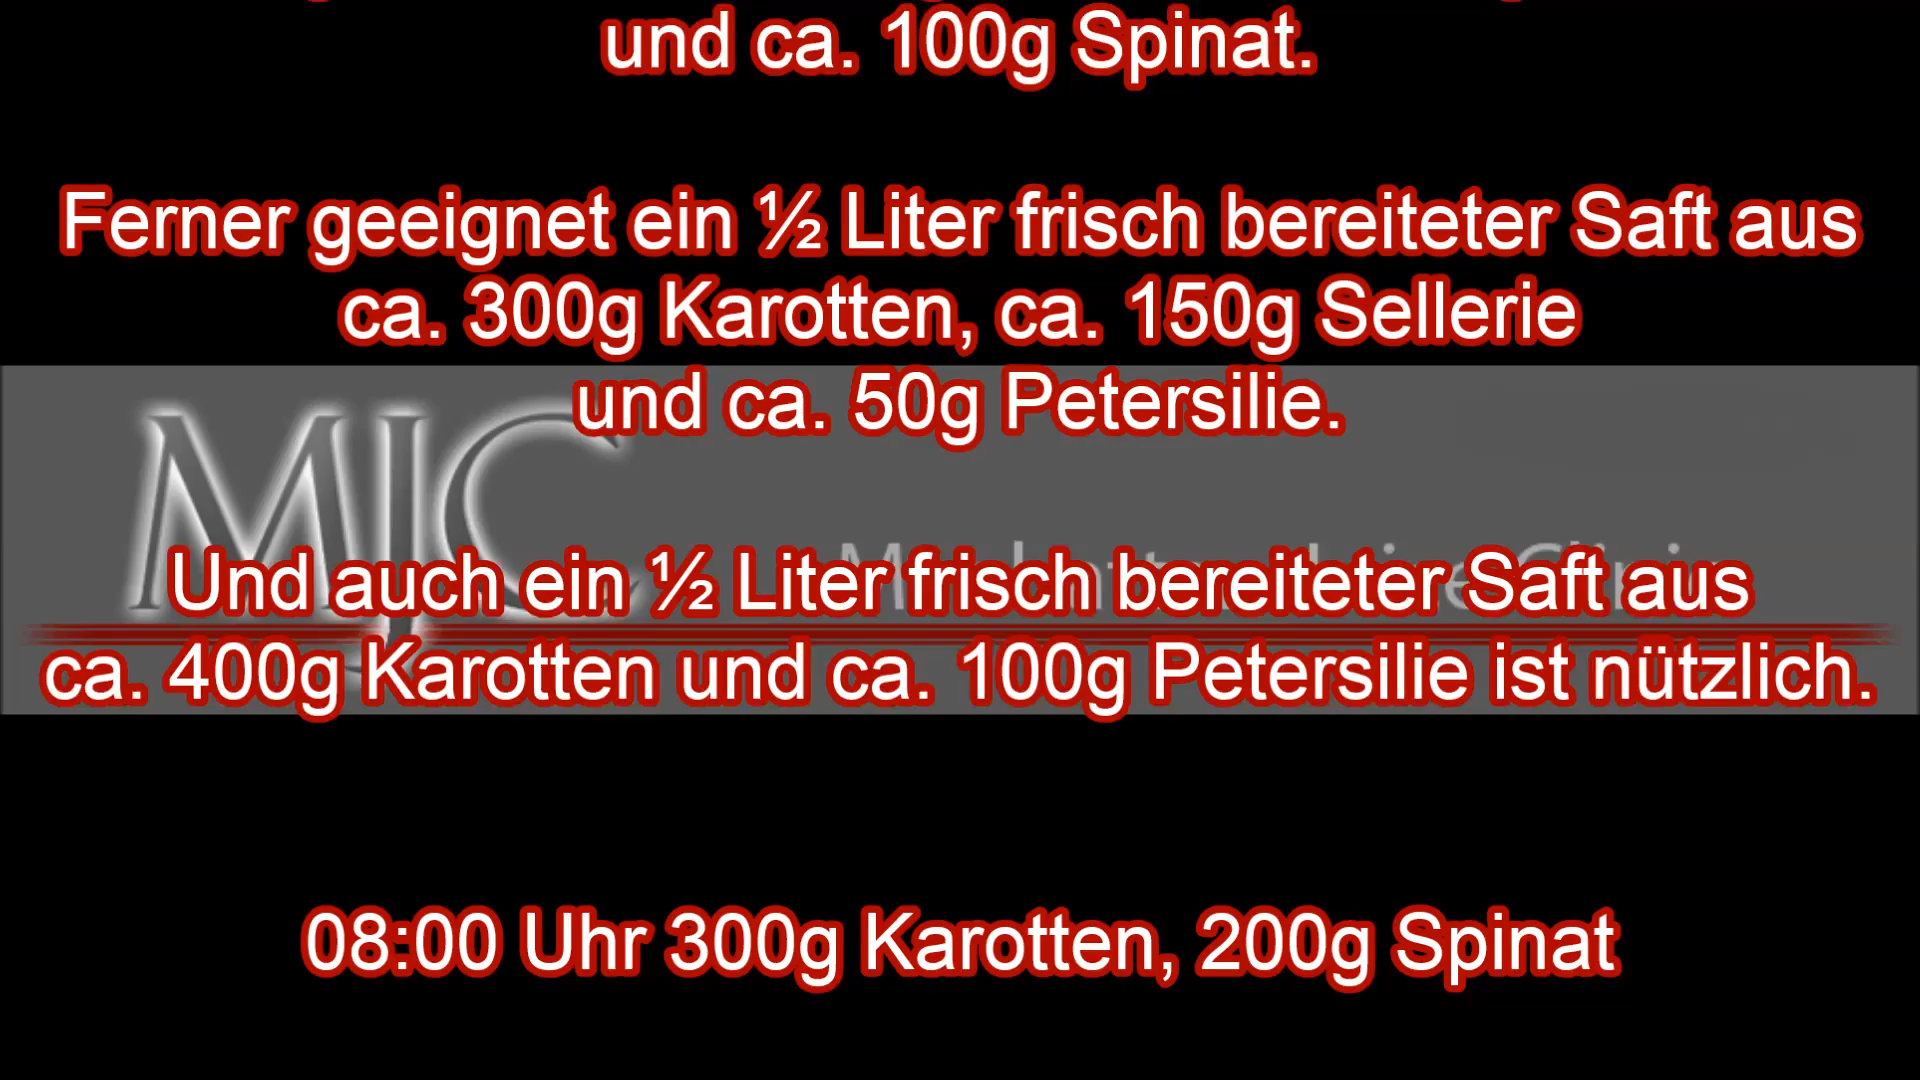 und ca. 100g Spinat.
Ferner geeignet ein ½ Liter frisch bereiteter Saft aus
ca. 300g Karotten, ca. 150g Sellerie
und ca. 50g Petersilie.
MJC
Und auch ein ½ Liter frisch bereiteter Saft aus
ca. 400g Karotten und ca. 100g Petersilie ist nützlich.
08:00 Uhr 300g Karotten, 200g Spinat